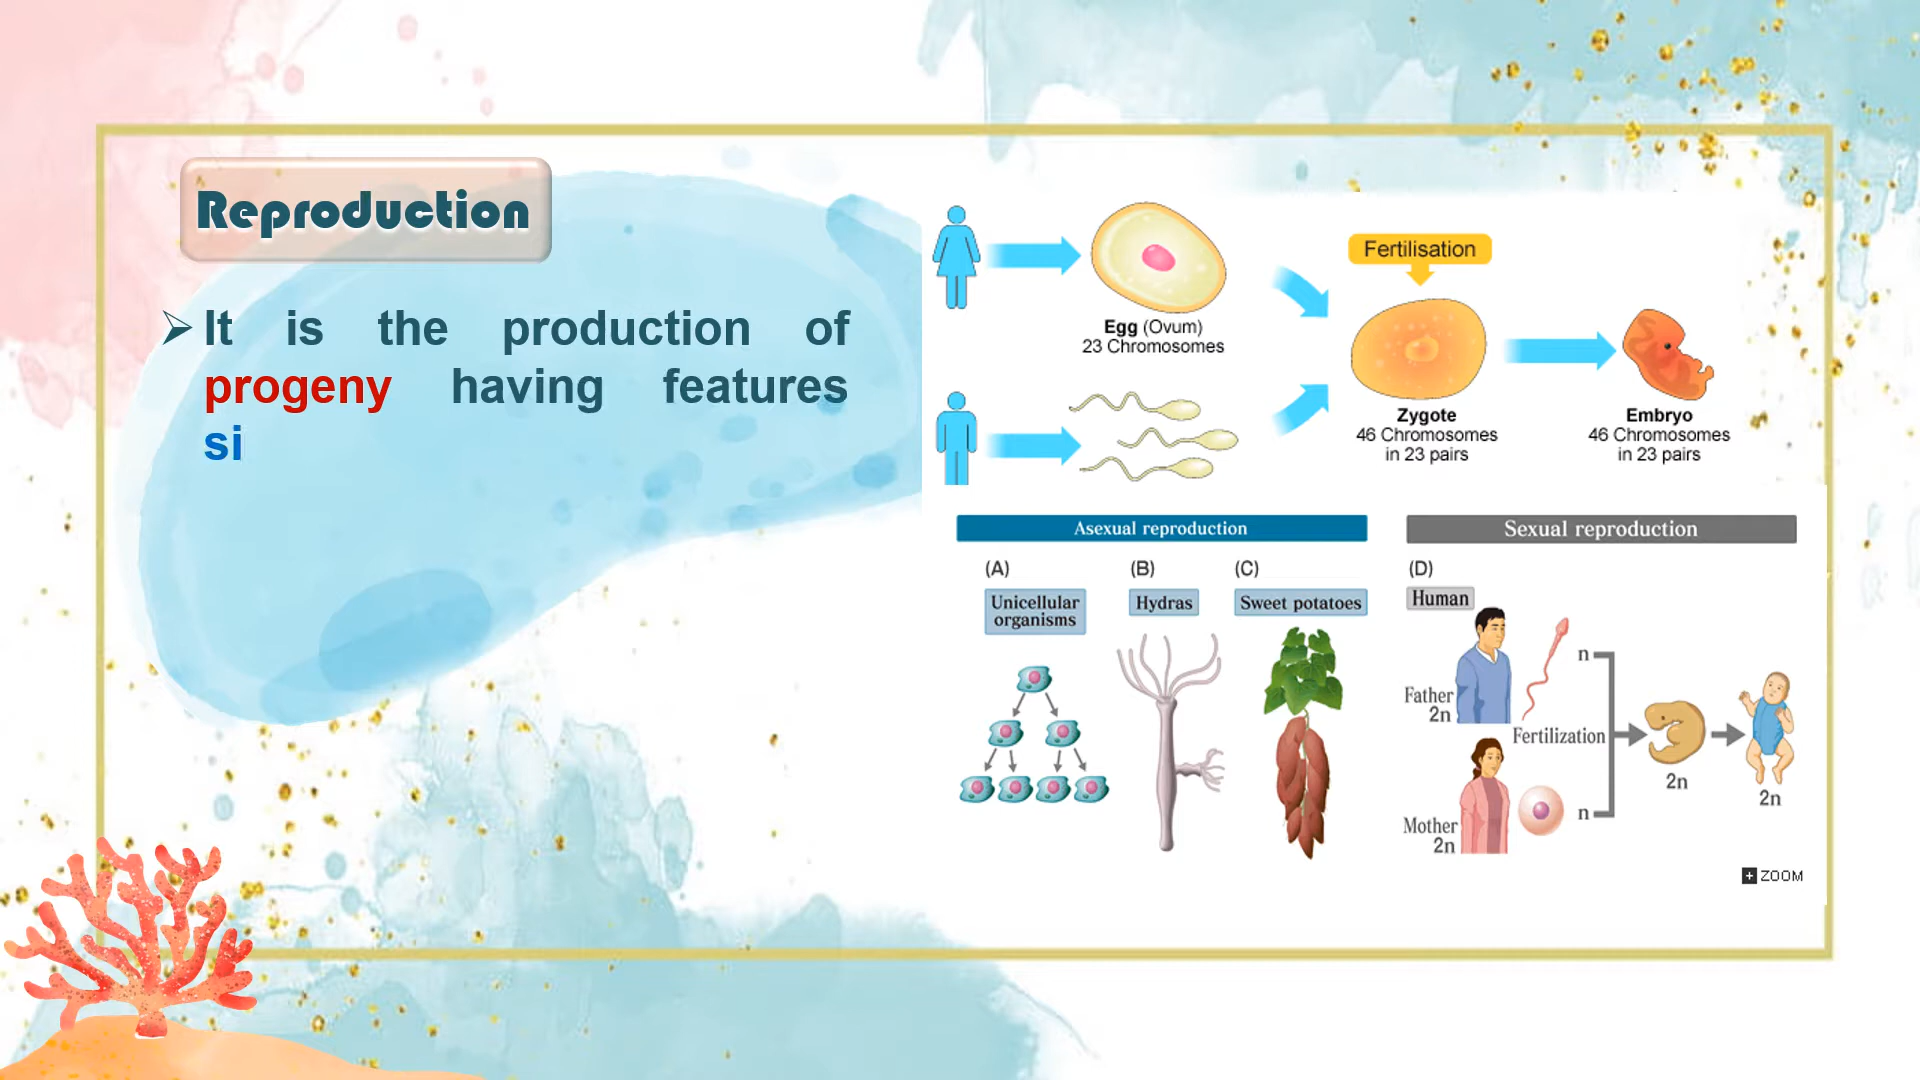 Reproduction
➢ It is the production of
progeny having features
si
Fertilisation
Egg (Ovum)
23 Chromosomes
Zygote
46 Chromosomes
in 23 pairs
Embryo
46 Chromosomes
in 23 pairs
Asexual reproduction
(A)
Unicellular
organisms
(B)
Hydras
(C)
Sweet potatoes
Sexual reproduction
(D)
Human
Father
2n
n
Fertilization
Mother
2n
n
2n
2n
+ ZOOM